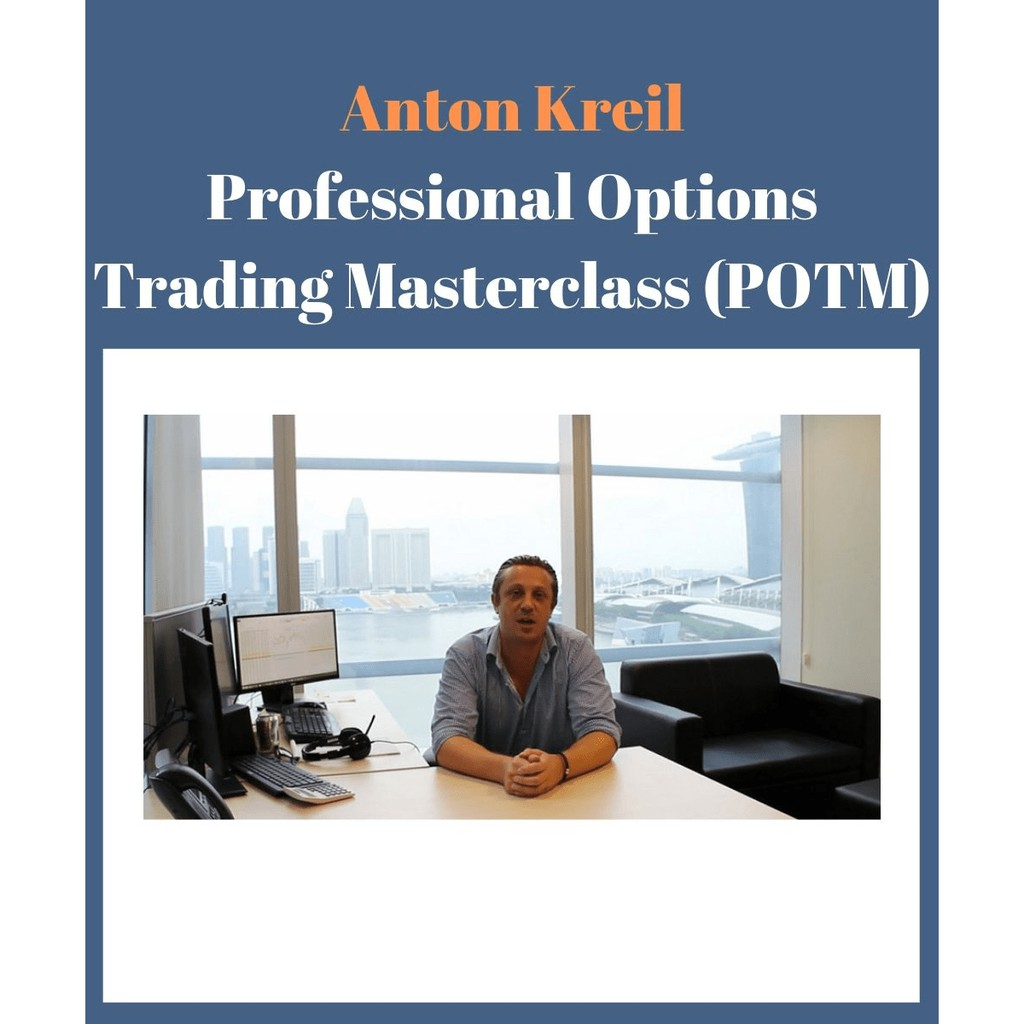 Anton Kreil
Professional Options
Trading Masterclass (POTM)